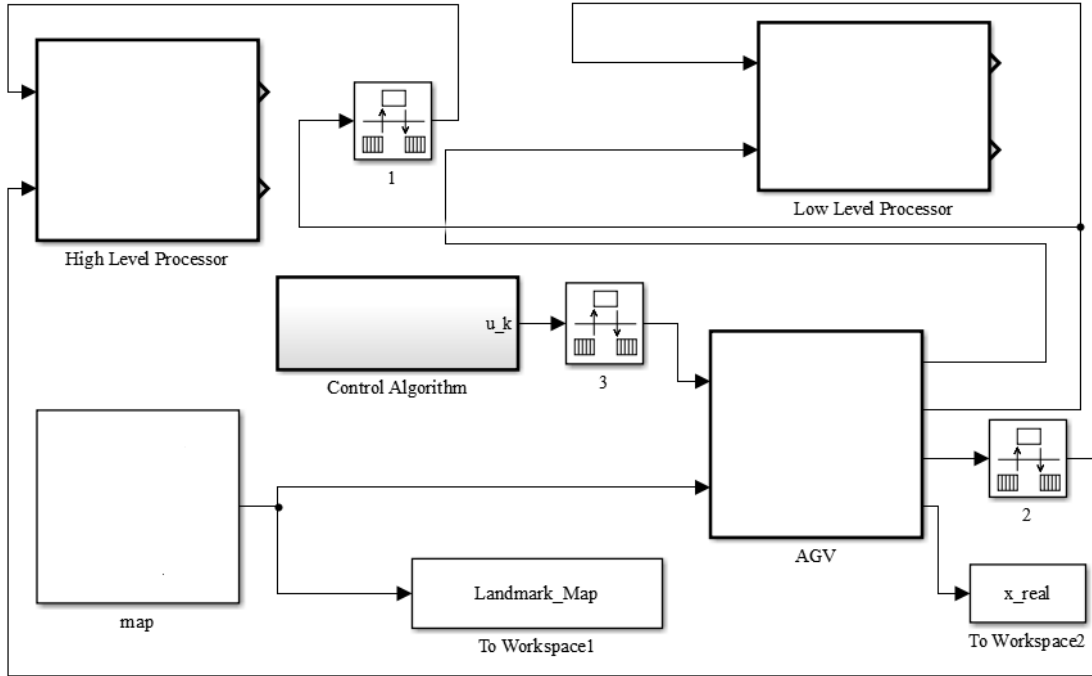 1
Low Level Processor
High Level Processor
u_k
3
Control Algorithm
2
AGV
Landmark_Map
x_real
map
To Workspace1
To Workspace2